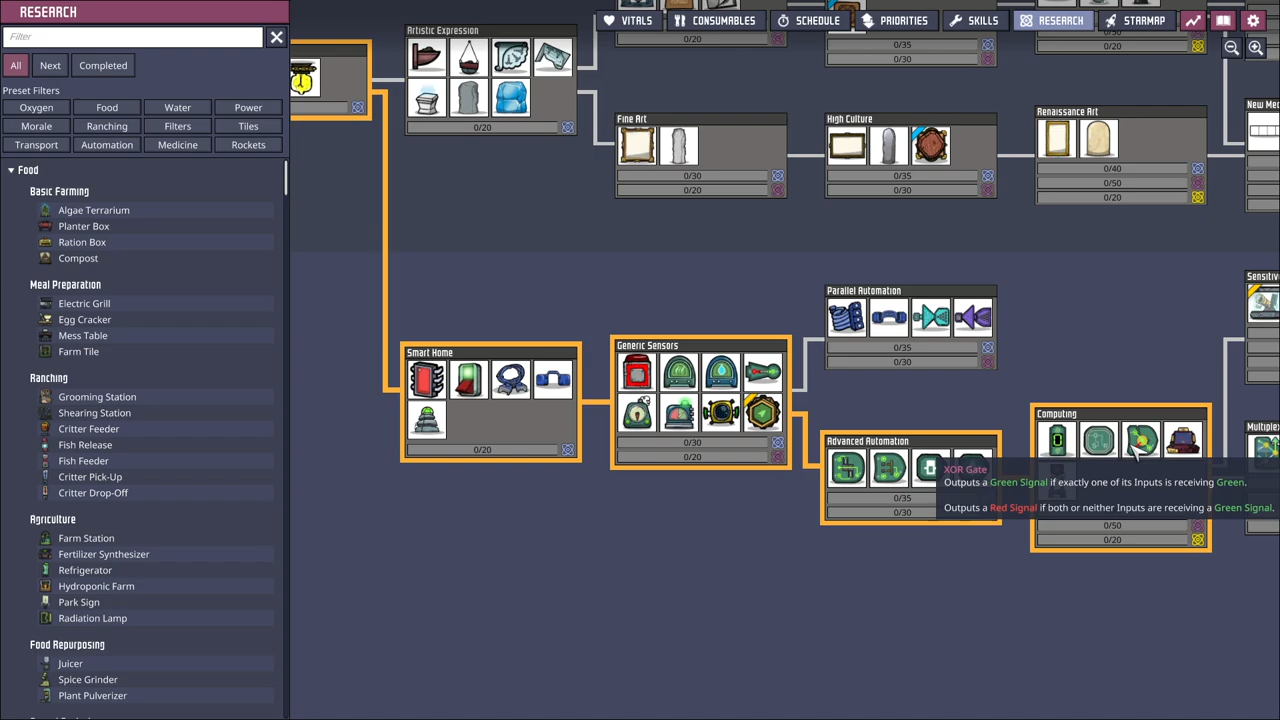 RESEARCH
VITALS
CONSUMABLES
SCHEDULE
PRIORITIES
SKILLS
RESEARCH
STARMAP
Filter
All
Next
Completed
Preset Filters
Oxygen
Food
Water
Power
Morale
Ranching
Filters
Tiles
Transport
Automation
Medicine
Rockets
Food
Basic Farming
Algae Terrarium
Planter Box
Ration Box
Compost
Meal Preparation
Electric Grill
Egg Cracker
Mess Table
Farm Tile
Ranching
Grooming Station
Shearing Station
Critter Feeder
Fish Release
Fish Feeder
Critter Pick-Up
Critter Drop-Off
Agriculture
Farm Station
Fertilizer Synthesizer
Refrigerator
Hydroponic Farm
Park Sign
Radiation Lamp
Food Repurposing
Juicer
Spice Grinder
Plant Pulverizer
Artistic Expression
0/20
0/20
0/35
0/30
0/20
Fine Art
0/30
0/20
High Culture
0/35
0/30
Renaissance Art
0/40
0/50
0/20
Smart Home
0/20
Generic Sensors
0/30
0/20
Parallel Automation
0/35
0/30
Advanced Automation
0/35
0/30
Computing
0/50
0/20
XOR Gate
Outputs a Green Signal if exactly one of its Inputs is receiving Green.
Outputs a Red Signal if both or neither Inputs are receiving a Green Signal.